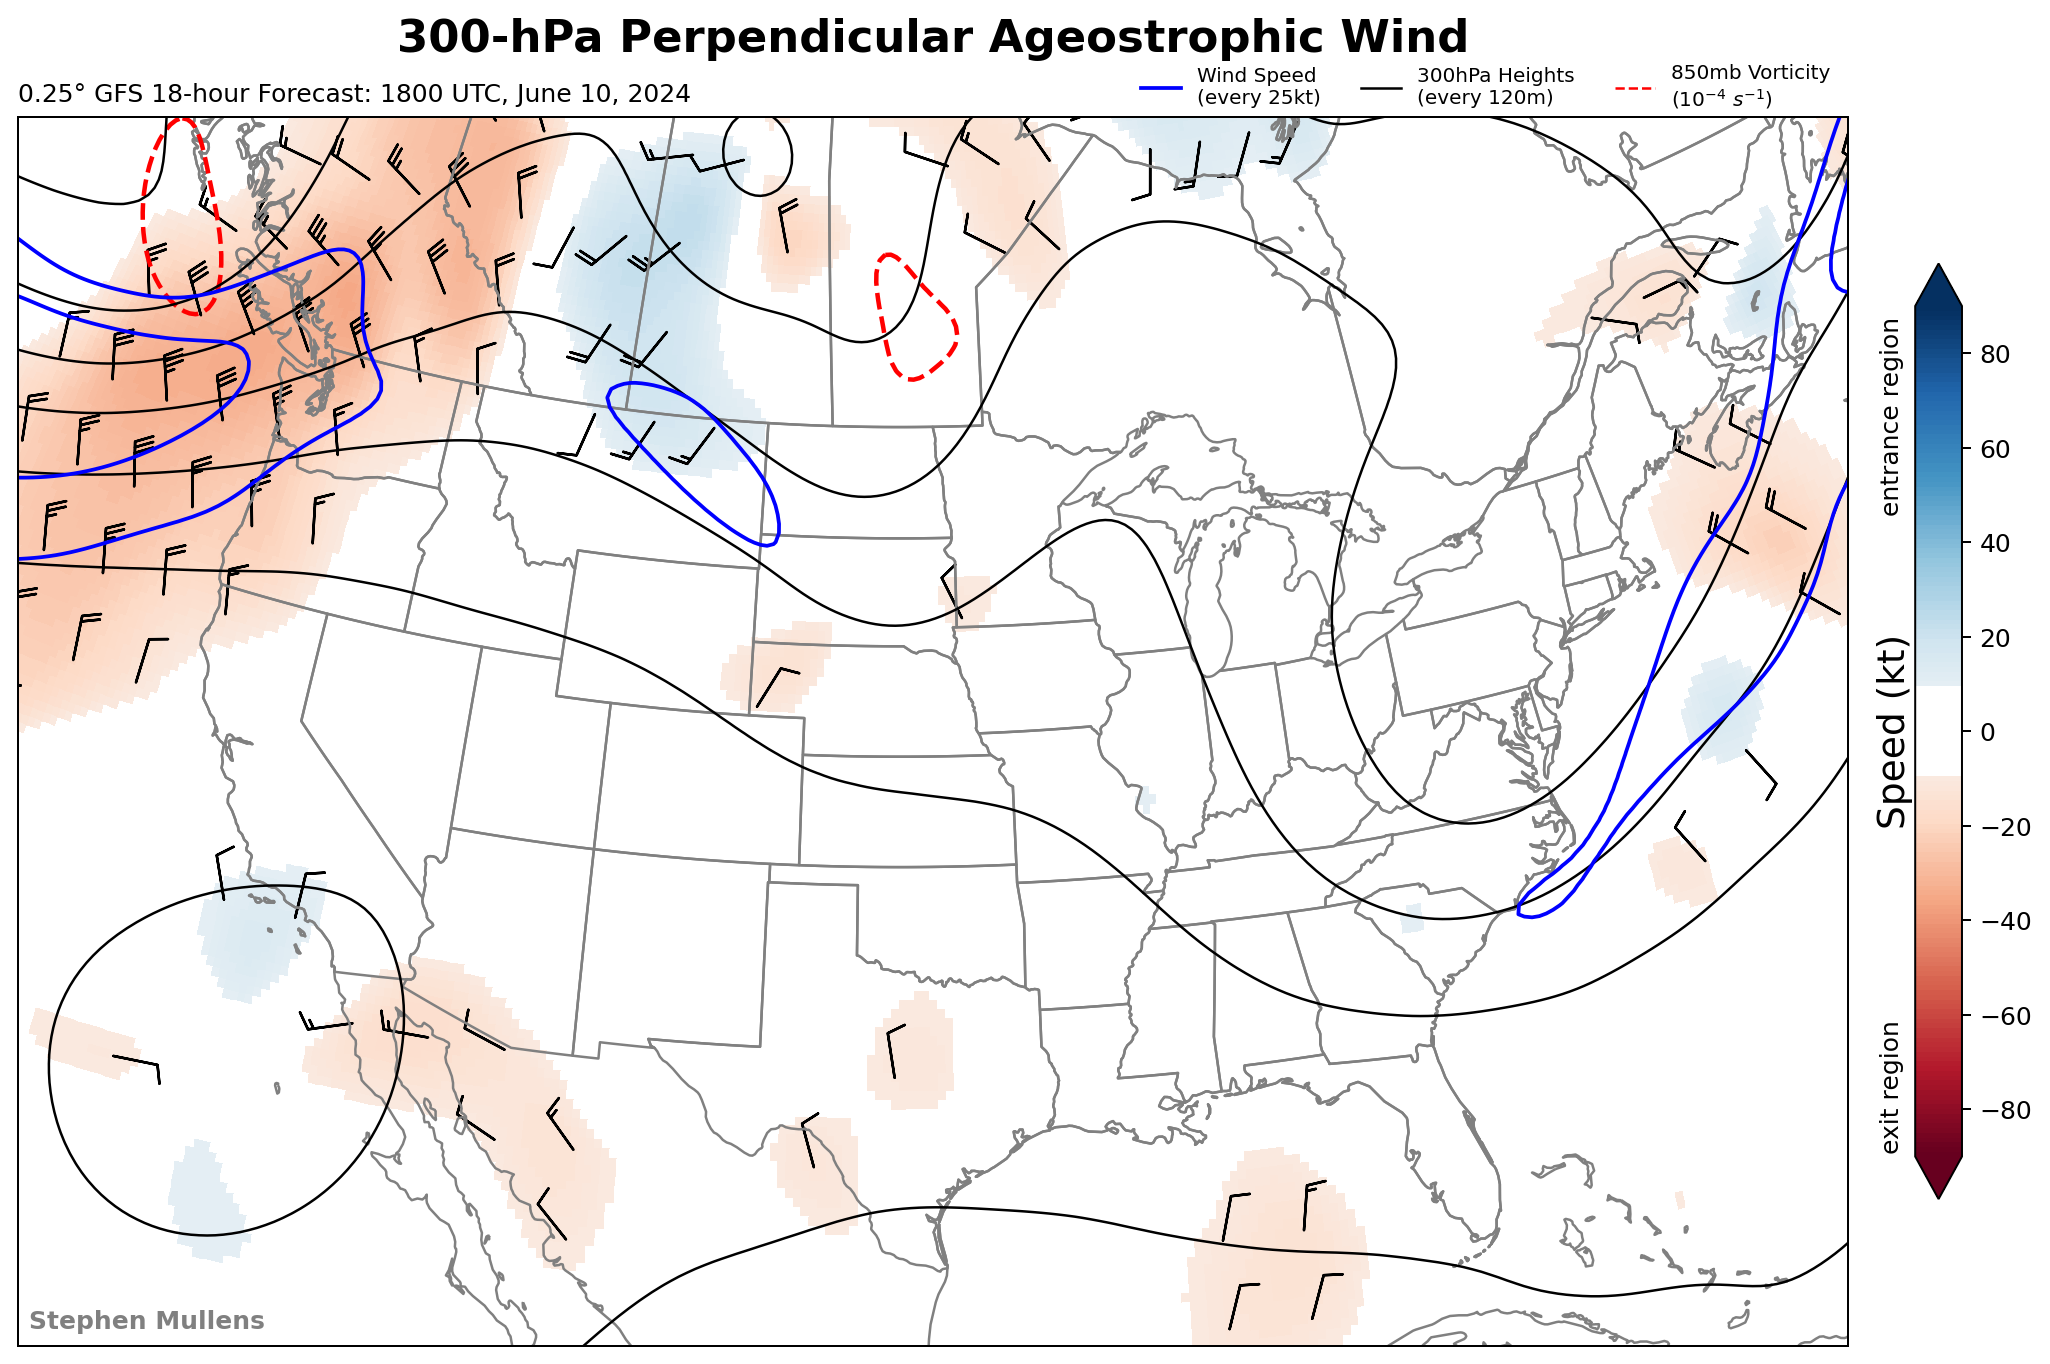 300-hPa Perpendicular Ageostrophic Wind
0.25° GFS 18-hour Forecast: 1800 UTC, June 10, 2024
Wind Speed
(every 25kt)
300hPa Heights
(every 120m)
850mb Vorticity
(10⁻⁴ s⁻¹)
entrance region
exit region
Speed (kt)
80
60
40
20
0
−20
−40
−60
−80
Stephen Mullens